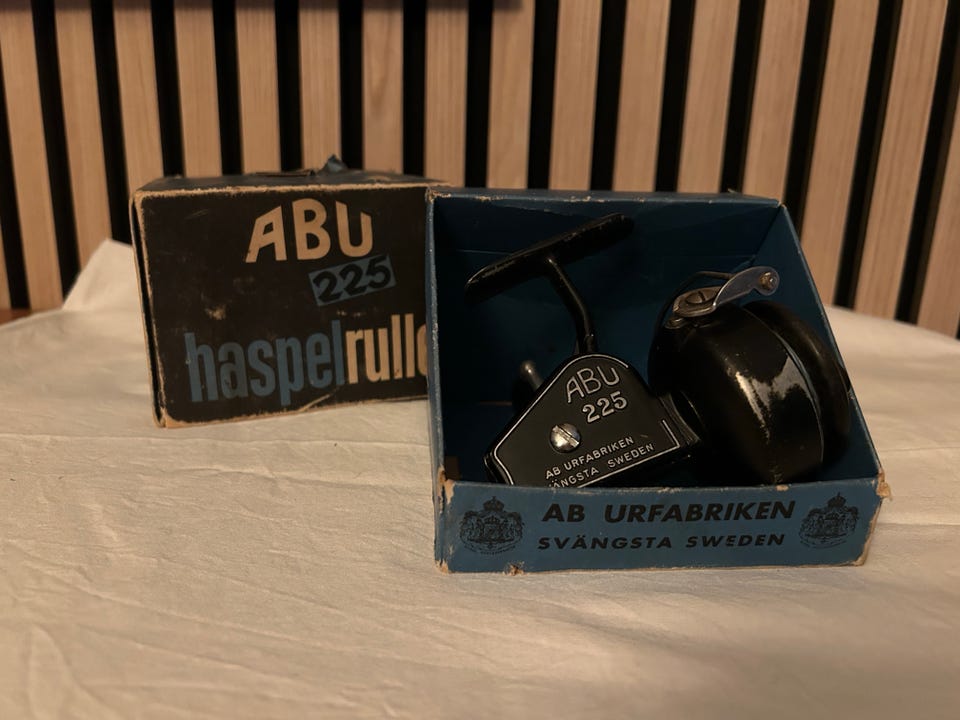 ABU
225
haspelrulle
ABU
225
AB URFABRIKEN
SVÄNGSTA SWEDEN
AB URFABRIKEN
SVÄNGSTA SWEDEN